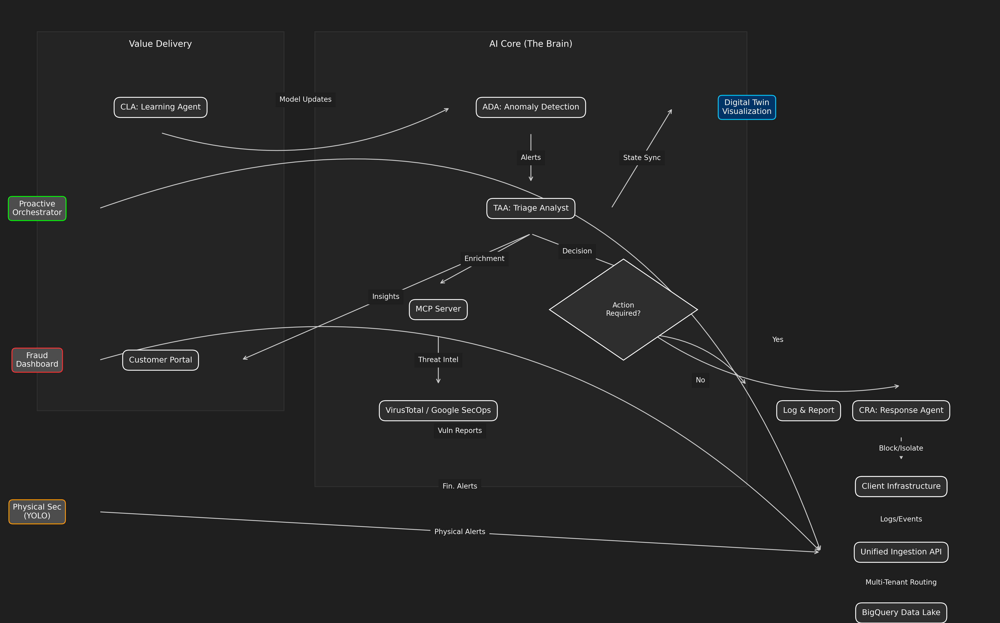 Value Delivery
AI Core (The Brain)
Model Updates
CLA: Learning Agent
ADA: Anomaly Detection
Digital Twin
Visualization
Alerts
State Sync
Proactive
Orchestrator
TAA: Triage Analyst
Decision
Enrichment
Insights
MCP Server
Action
Required?
Yes
Fraud
Dashboard
Customer Portal
Threat Intel
No
VirusTotal / Google SecOps
Log & Report
CRA: Response Agent
Vuln Reports
Block/Isolate
Fin. Alerts
Client Infrastructure
Physical Sec
(YOLO)
Logs/Events
Physical Alerts
Unified Ingestion API
Multi-Tenant Routing
BigQuery Data Lake